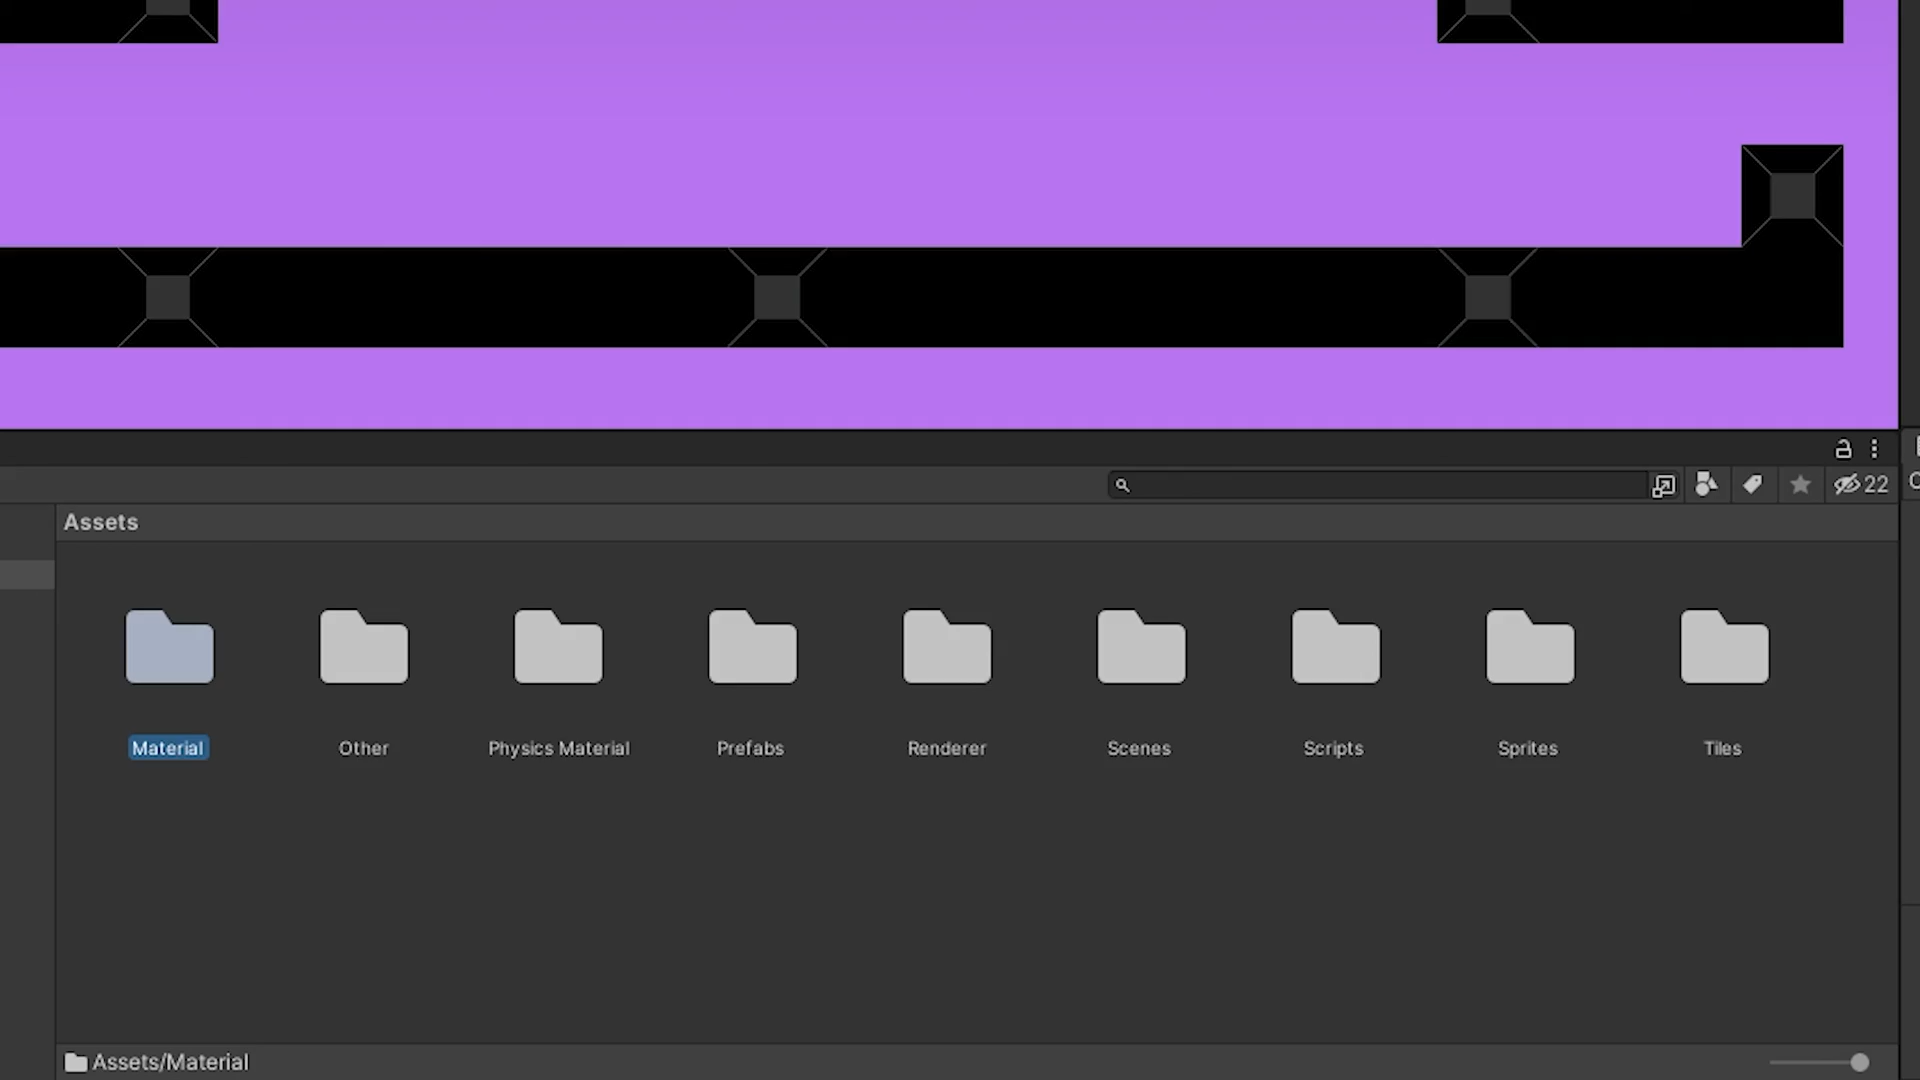 22
Assets
Material
Other
Physics Material
Prefabs
Renderer
Scenes
Scripts
Sprites
Tiles
Assets/Material